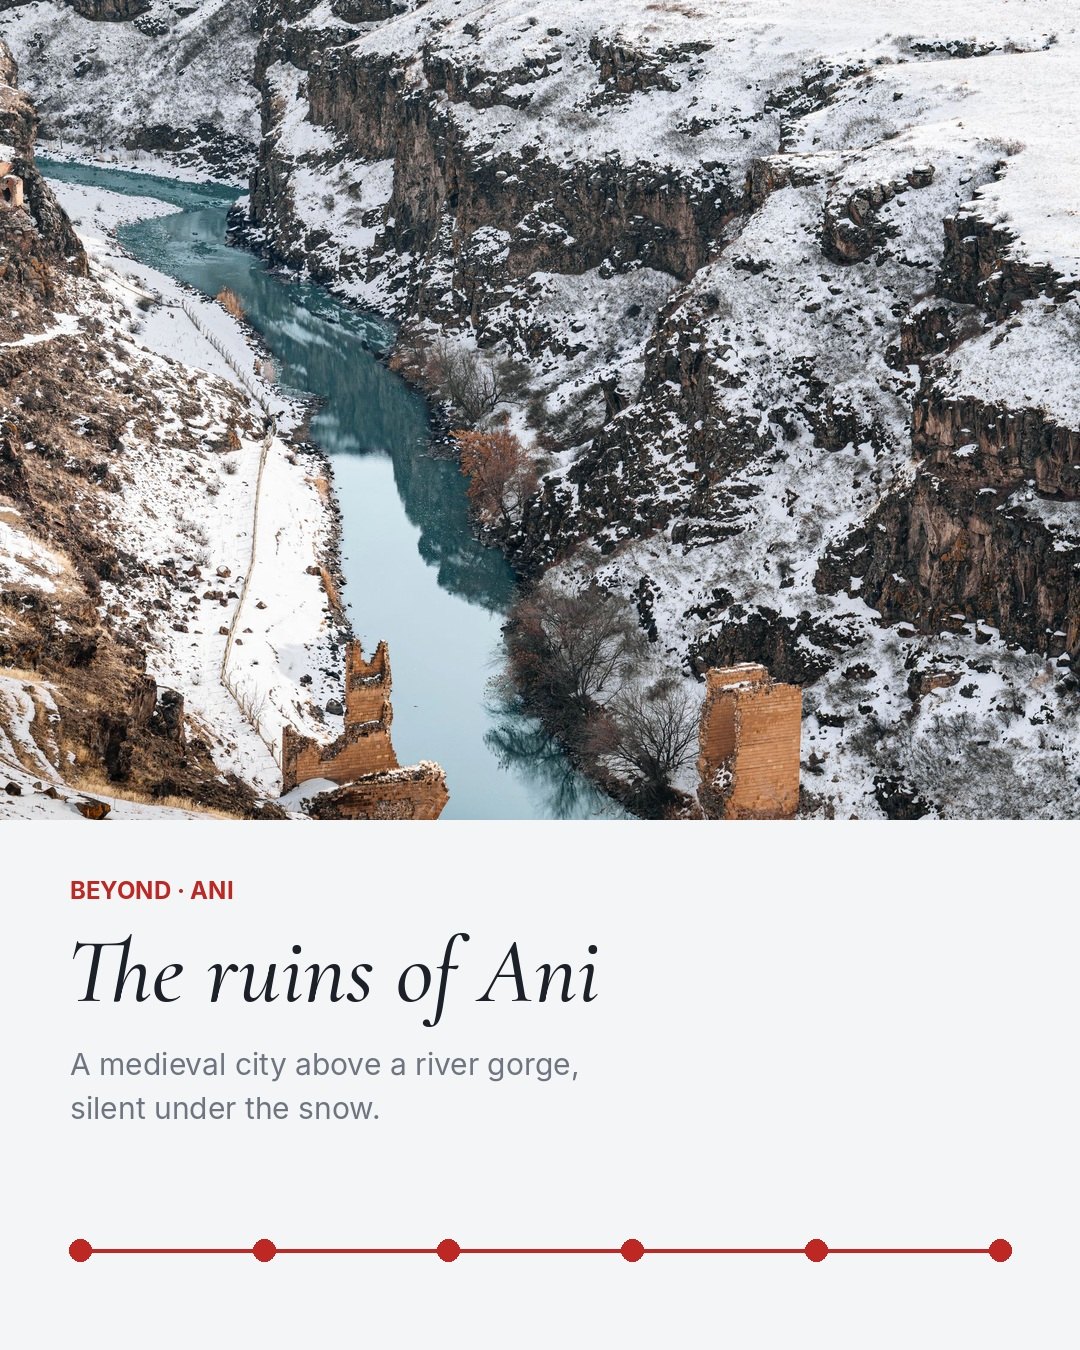 BEYOND · ANI
The ruins of Ani
A medieval city above a river gorge,
silent under the snow.